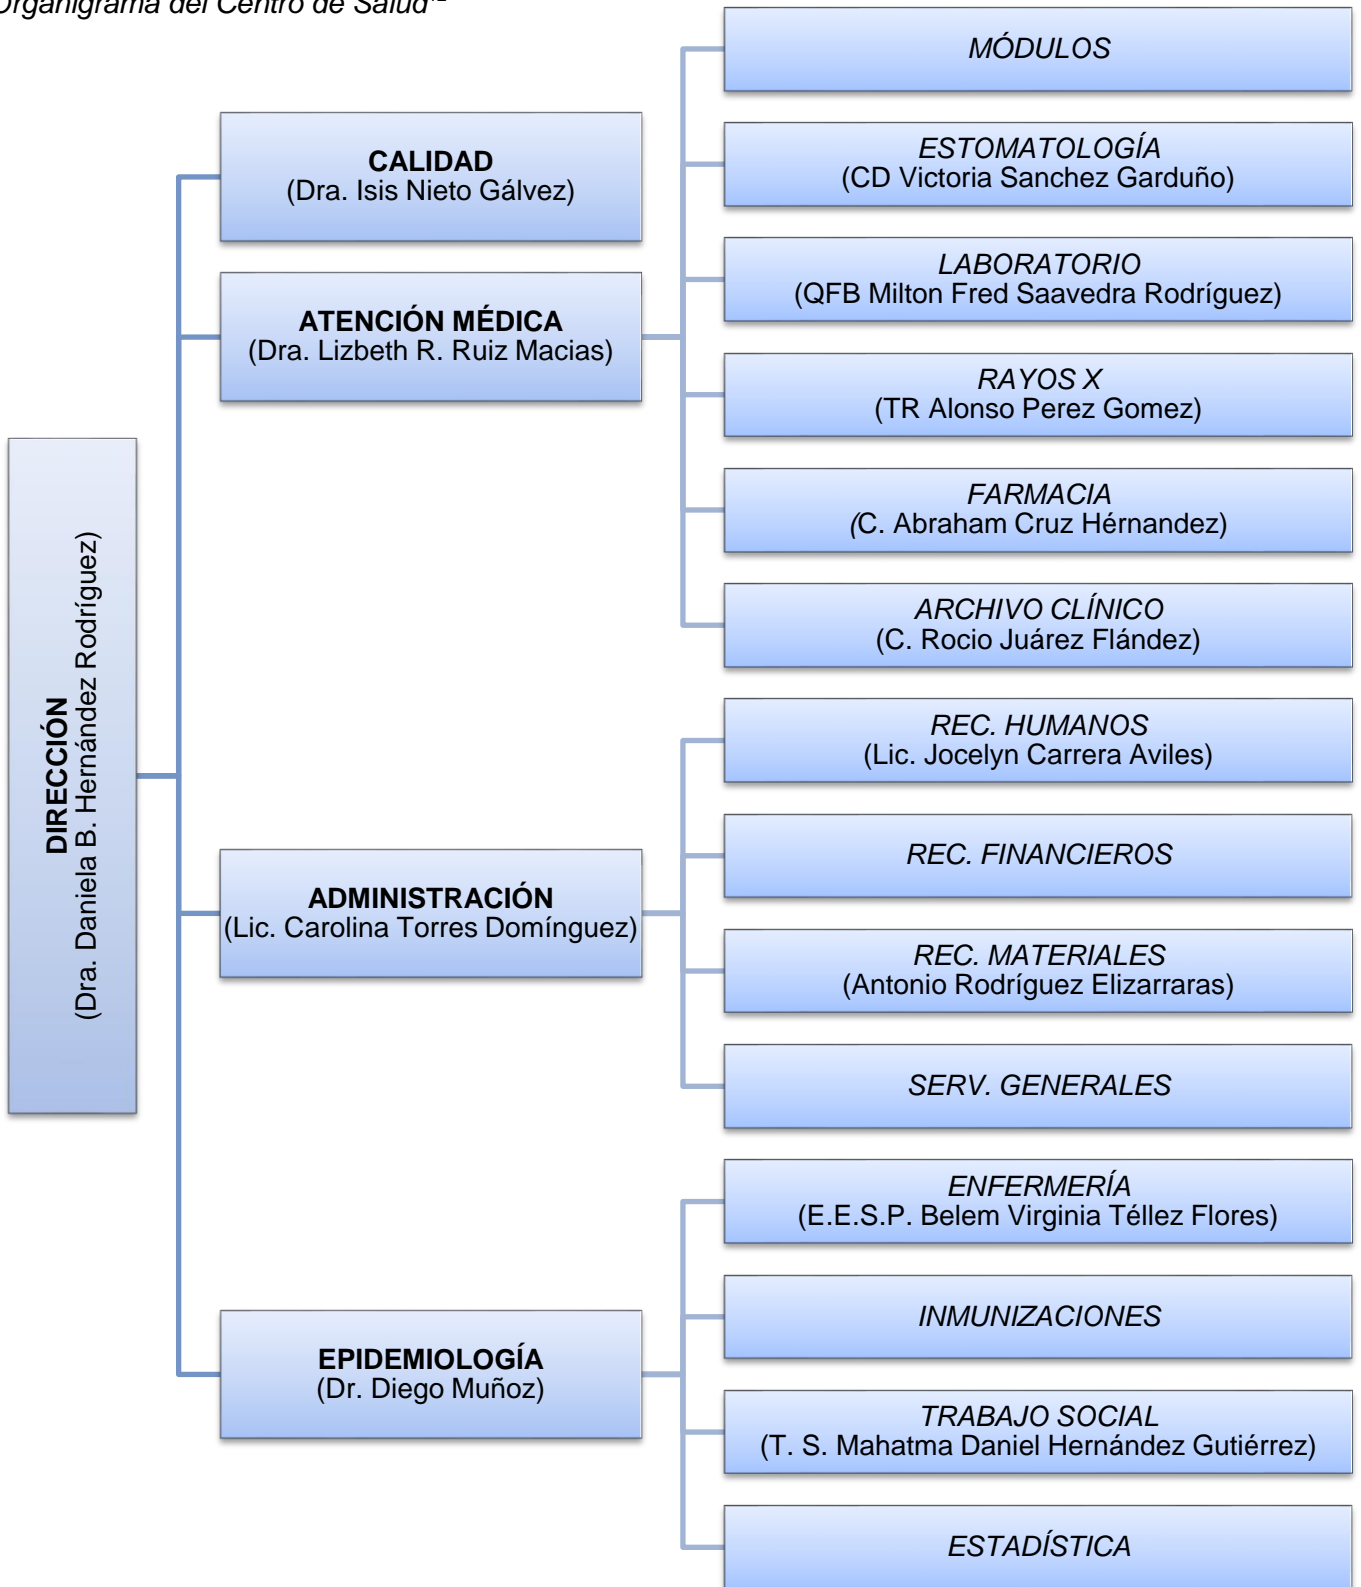 Organigrama del Centro de Salud
MÓDULOS
CALIDAD
(Dra. Isis Nieto Gálvez)
ESTOMATOLOGÍA
(CD Victoria Sanchez Garduño)
LABORATORIO
(QFB Milton Fred Saavedra Rodríguez)
ATENCIÓN MÉDICA
(Dra. Lizbeth R. Ruiz Macias)
RAYOS X
(TR Alonso Perez Gomez)
FARMACIA
(C. Abraham Cruz Hérnandez)
ARCHIVO CLÍNICO
(C. Rocio Juárez Flández)
DIRECCIÓN
(Dra. Daniela B. Hernández Rodríguez)
REC. HUMANOS
(Lic. Jocelyn Carrera Aviles)
REC. FINANCIEROS
ADMINISTRACIÓN
(Lic. Carolina Torres Domínguez)
REC. MATERIALES
(Antonio Rodríguez Elizarraras)
SERV. GENERALES
ENFERMERÍA
(E.E.S.P. Belem Virginia Téllez Flores)
INMUNIZACIONES
EPIDEMIOLOGÍA
(Dr. Diego Muñoz)
TRABAJO SOCIAL
(T. S. Mahatma Daniel Hernández Gutiérrez)
ESTADÍSTICA